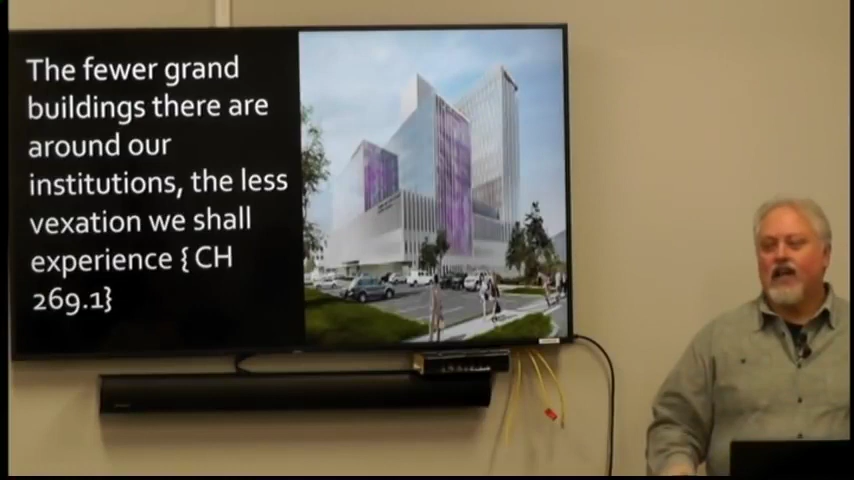 The fewer grand
buildings there are
around our
institutions, the less
vexation we shall
experience { CH
269.1}